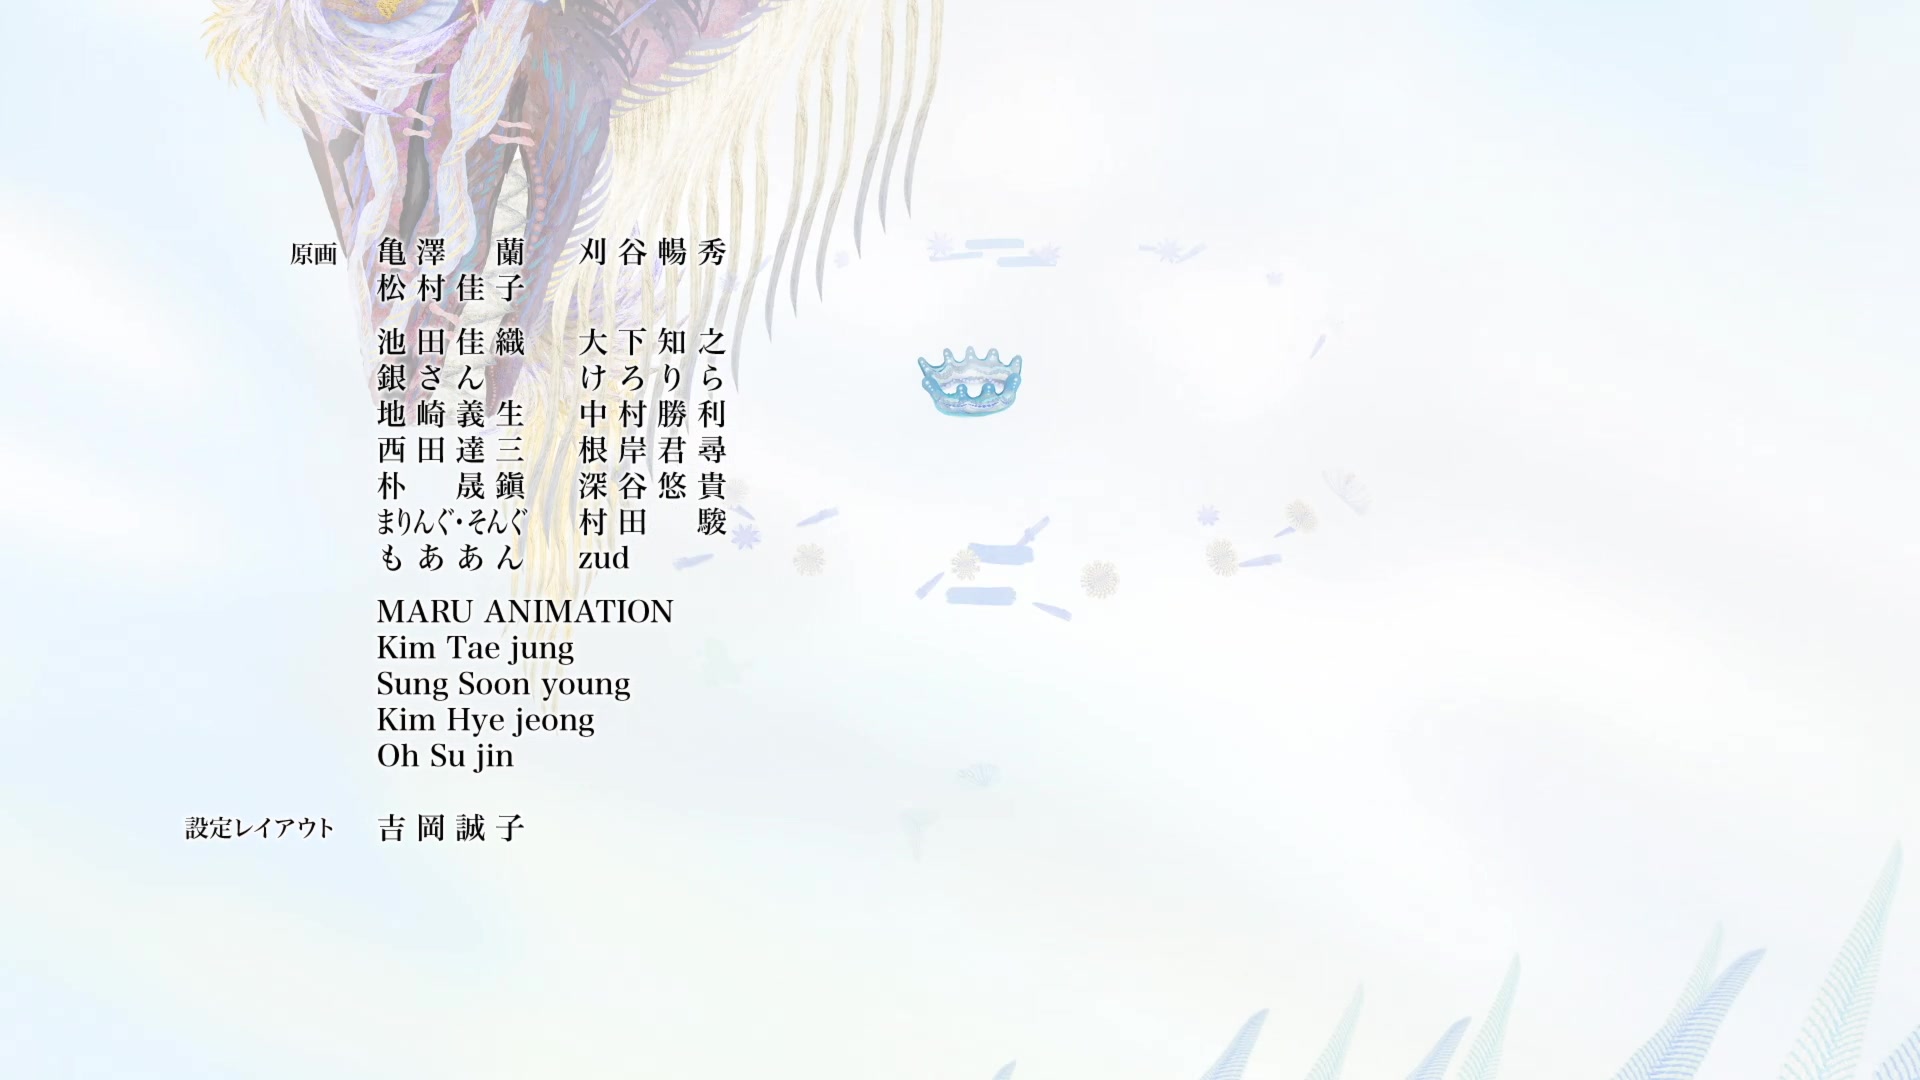 原画 亀澤 蘭 刈谷暢秀
松村佳子
池田佳織 大下知之
銀さん けろりら
地崎義生 中村勝利
西田達三 根岸君尋
朴 晟鎭 深谷悠貴
まりんぐ・そんぐ 村田 駿
もああん zud
MARU ANIMATION
Kim Tae jung
Sung Soon young
Kim Hye jeong
Oh Su jin
設定レイアウト 吉岡誠子